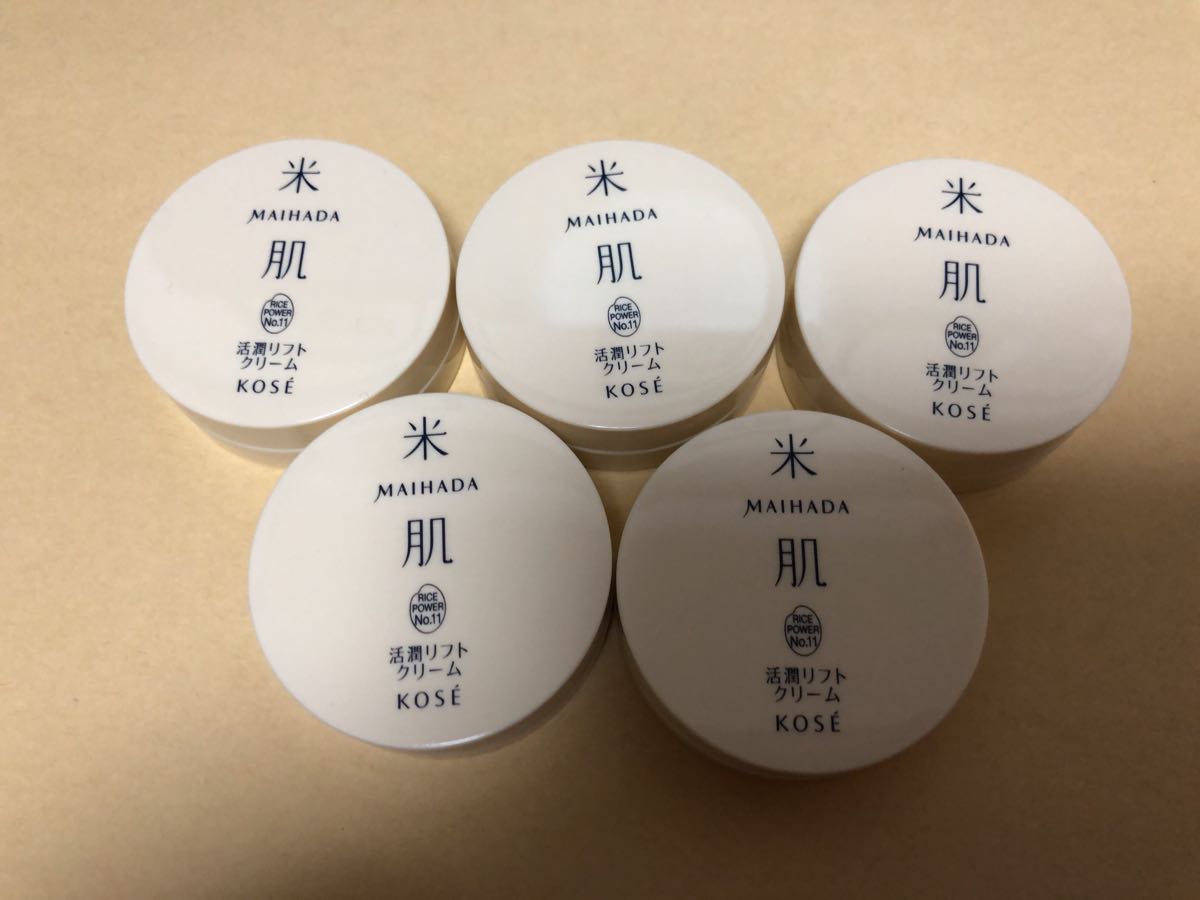 米
MAIHADA
肌
RICE
POWER
No.11
活潤リフト
クリーム
KOSÉ
米
MAIHADA
肌
RICE
POWER
No.11
活潤リフト
クリーム
KOSÉ
米
MAIHADA
肌
RICE
POWER
No.11
活潤リフト
クリーム
KOSÉ
米
MAIHADA
肌
RICE
POWER
No.11
活潤リフト
クリーム
KOSÉ
米
MAIHADA
肌
RICE
POWER
No.11
活潤リフト
クリーム
KOSÉ